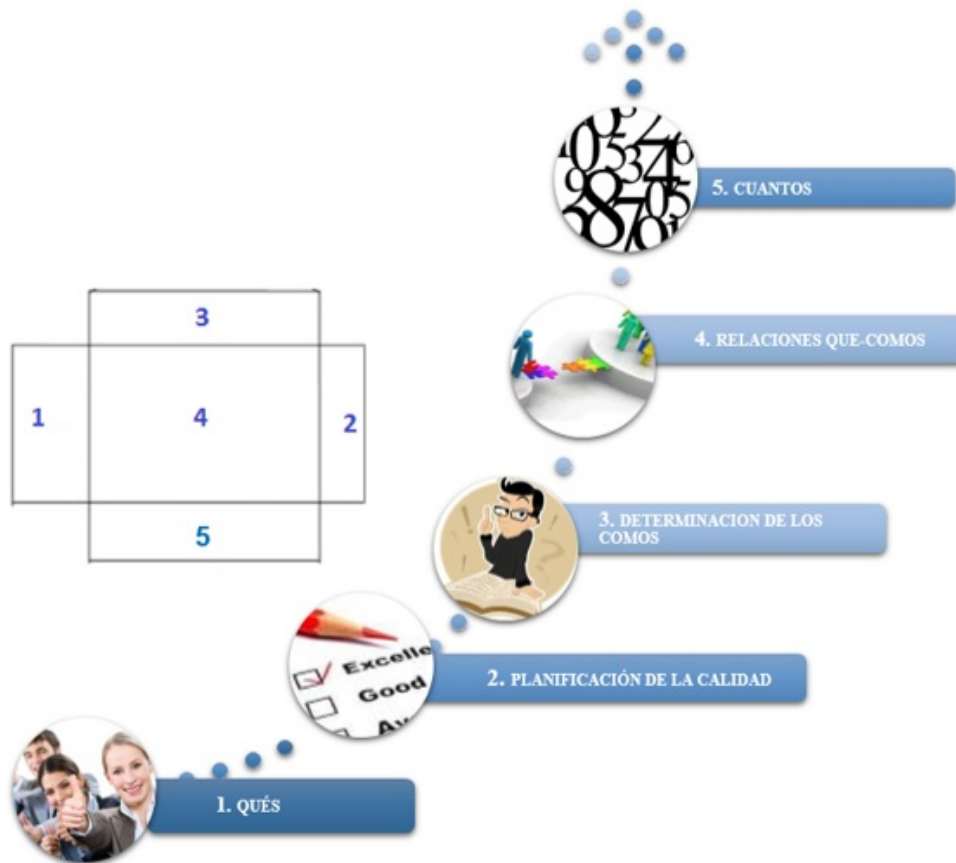 5. CUANTOS
4. RELACIONES QUE-COMOS
3
1
4
2
5
3. DETERMINACION DE LOS
COMOS
Excelle
Good
Av
2. PLANIFICACIÓN DE LA CALIDAD
1. QUÉS